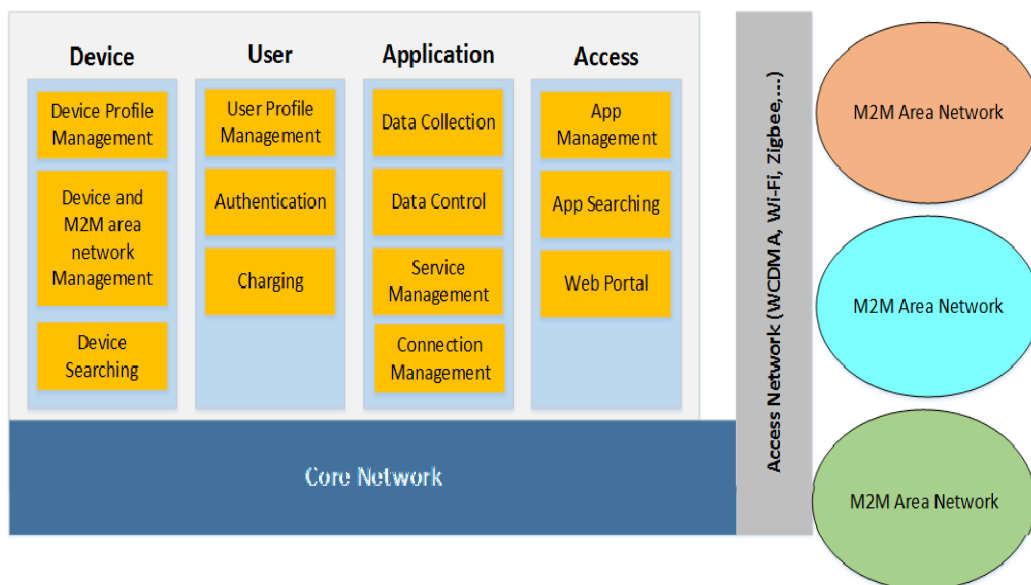 Device
Device Profile
Management
Device and
M2M area
network
Management
Device
Searching
User
User Profile
Management
Authentication
Charging
Application
Data Collection
Data Control
Service
Management
Connection
Management
Access
App
Management
App Searching
Web Portal
Core Network
Access Network (WCDMA, Wi-Fi, Zigbee,...)
M2M Area Network
M2M Area Network
M2M Area Network